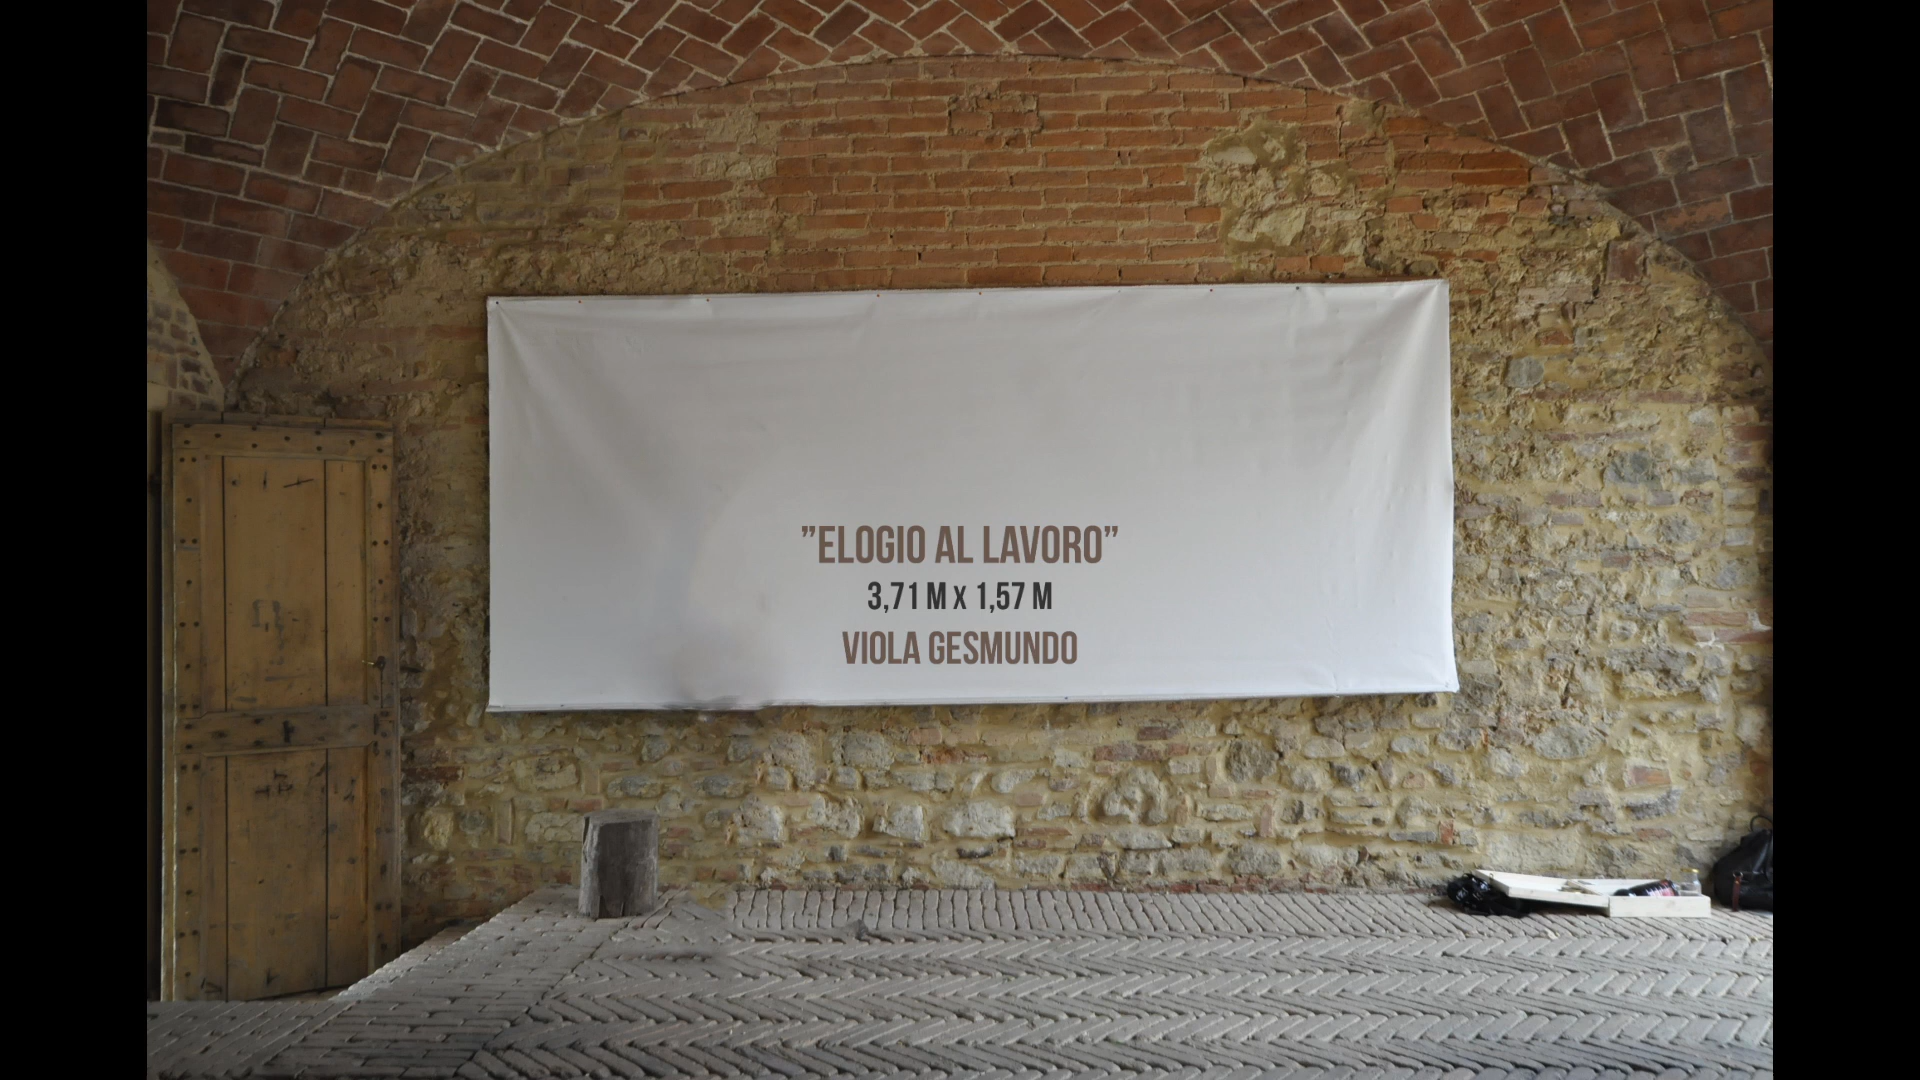 ”ELOGIO AL LAVORO”
3,71 M X 1,57 M
VIOLA GESMUNDO